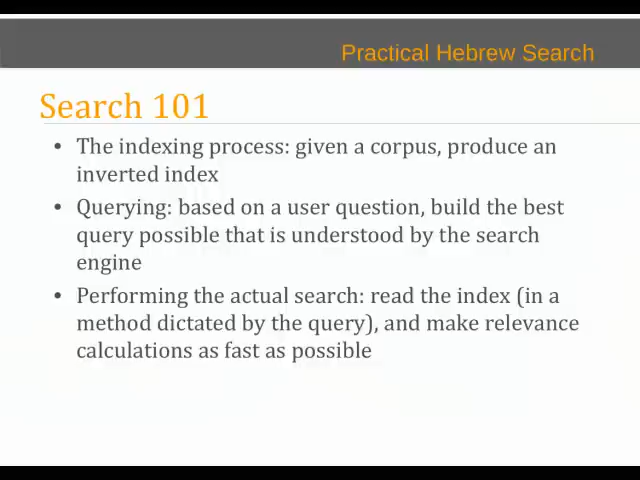 Practical Hebrew Search
Search 101
• The indexing process: given a corpus, produce an
inverted index
• Querying: based on a user question, build the best
query possible that is understood by the search
engine
• Performing the actual search: read the index (in a
method dictated by the query), and make relevance
calculations as fast as possible